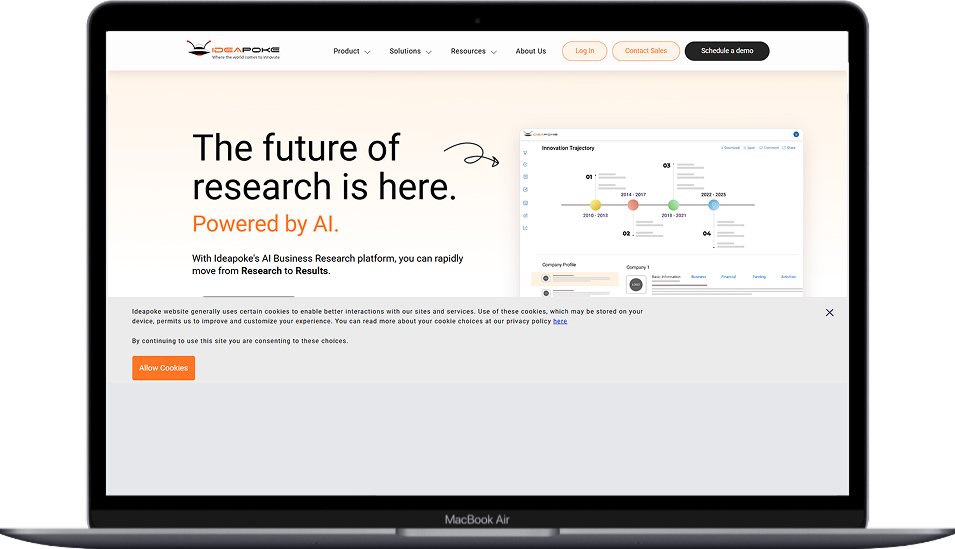 IDEAPOKE
Where the world comes to innovate
Product
Solutions
Resources
About Us
Log In
Contact Sales
Schedule a demo
The future of
research is here.
Powered by AI.
With Ideapoke's AI Business Research platform, you can rapidly
move from Research to Results.
IDEAPOKE
Innovation Trajectory
Download
Save
Comment
Share
03
01
2014 - 2017
2022 - 2025
2010 - 2013
2018 - 2021
02
04
Company Profile
Company 1
LOGO
Basic Information
Business
Financial
Funding
Activities
Ideapoke website generally uses certain cookies to enable better interactions with our sites and services. Use of these cookies, which may be stored on your
device, permits us to improve and customize your experience. You can read more about your cookie choices at our privacy policy here
By continuing to use this site you are consenting to these choices.
Allow Cookies
MacBook Air